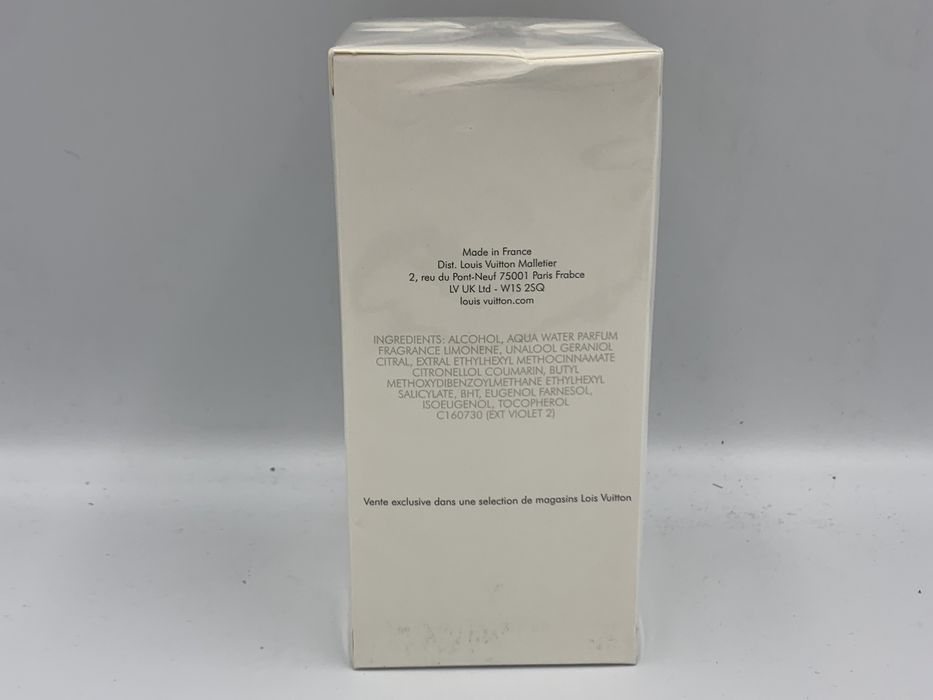 Made in France
Dist. Louis Vuitton Malletier
2, reu du Pont-Neuf 75001 Paris Frabce
LV UK Ltd - W1S 2SQ
louis vuitton.com
INGREDIENTS: ALCOHOL, AQUA WATER PARFUM
FRAGRANCE LIMONENE, UNALOOL GERANIOL
CITRAL, EXTRAL ETHYLHEXYL METHOCINNAMATE
CITRONELLOL COUMARIN, BUTYL
METHOXYDIBENZOYLMETHANE ETHYLHEXYL
SALICYLATE, BHT, EUGENOL FARNESOL,
ISOEUGENOL, TOCOPHEROL
C160730 (EXT VIOLET 2)
Vente exclusive dans une selection de magasins Lois Vuitton